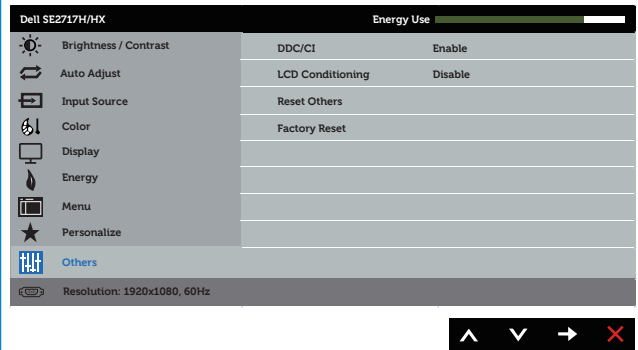 Dell SE2717H/HX Energy Use
Brightness / Contrast
Auto Adjust
Input Source
Color
Display
Energy
Menu
Personalize
Others
DDC/CI Enable
LCD Conditioning Disable
Reset Others
Factory Reset
Resolution: 1920x1080, 60Hz